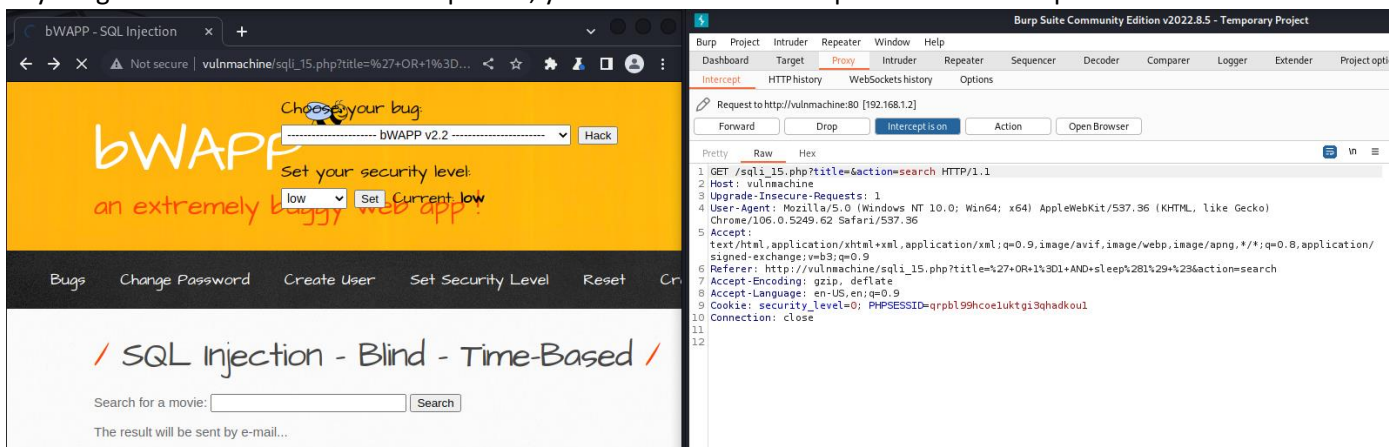 bWAPP - SQL Injection
Not secure | vulnmachine/sqli_15.php?title=%27+OR+1%3D...
Choose your bug:
---------------------- bWAPP v2.2 ----------------------- Hack
bWAPP
Set your security level:
low Set Current: low
an extremely buggy web app !
Bugs Change Password Create User Set Security Level Reset Cr
/ SQL Injection - Blind - Time-Based /
Search for a movie: Search
The result will be sent by e-mail...
Burp Suite Community Edition v2022.8.5 - Temporary Project
Burp Project Intruder Repeater Window Help
Dashboard Target Proxy Intruder Repeater Sequencer Decoder Comparer Logger Extender Project opti
Intercept HTTP history WebSockets history Options
Request to http://vulnmachine:80 [192.168.1.2]
Forward Drop Intercept is on Action Open Browser
Pretty Raw Hex \n
1 GET /sqli_15.php?title=&action=search HTTP/1.1
2 Host: vulnmachine
3 Upgrade-Insecure-Requests: 1
4 User-Agent: Mozilla/5.0 (Windows NT 10.0; Win64; x64) AppleWebKit/537.36 (KHTML, like Gecko)
Chrome/106.0.5249.62 Safari/537.36
5 Accept:
text/html,application/xhtml+xml,application/xml;q=0.9,image/avif,image/webp,image/apng,*/*;q=0.8,application/
signed-exchange;v=b3;q=0.9
6 Referer: http://vulnmachine/sqli_15.php?title=%27+OR+1%3D1+AND+sleep%281%29+%23&action=search
7 Accept-Encoding: gzip, deflate
8 Accept-Language: en-US,en;q=0.9
9 Cookie: security_level=0; PHPSESSID=qrpbl99hcoeluktgi3qhadkou1
10 Connection: close
11
12